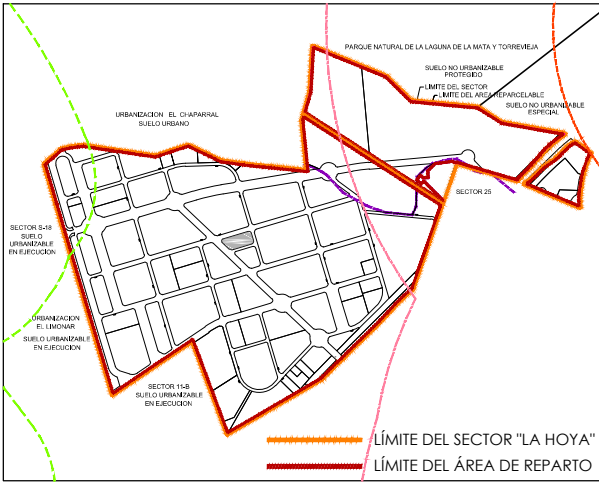 PARQUE NATURAL DE LA LAGUNA DE LA MATA Y TORREVIEJA
SUELO NO URBANIZABLE
PROTEGIDO
LIMITE DEL SECTOR
LIMITE DEL AREA REPARCELABLE
SUELO NO URBANIZABLE
ESPECIAL
URBANIZACION EL CHAPARRAL
SUELO URBANO
SECTOR 25
SECTOR S-18
SUELO
URBANIZABLE
EN EJECUCION
URBANIZACION
EL LIMONAR
SUELO URBANIZABLE
EN EJECUCION
SECTOR 11-B
SUELO URBANIZABLE
EN EJECUCION
LÍMITE DEL SECTOR "LA HOYA"
LÍMITE DEL ÁREA DE REPARTO